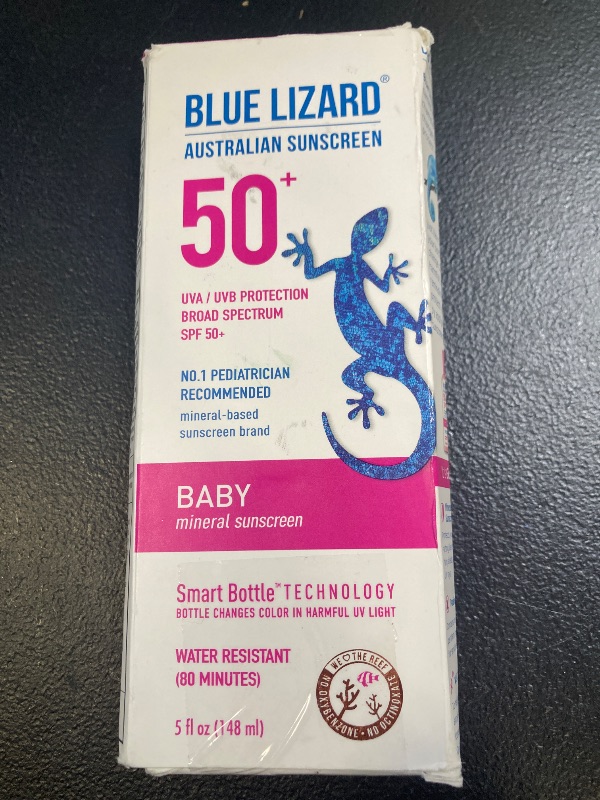 BLUE LIZARD®
AUSTRALIAN SUNSCREEN
50+
UVA / UVB PROTECTION
BROAD SPECTRUM
SPF 50+
NO.1 PEDIATRICIAN
RECOMMENDED
mineral-based
sunscreen brand
BABY
mineral sunscreen
Smart Bottle™ TECHNOLOGY
BOTTLE CHANGES COLOR IN HARMFUL UV LIGHT
WATER RESISTANT
(80 MINUTES)
5 fl oz (148 ml)
WE THE REEF
NO OXYBENZONE • NO OCTINOXATE